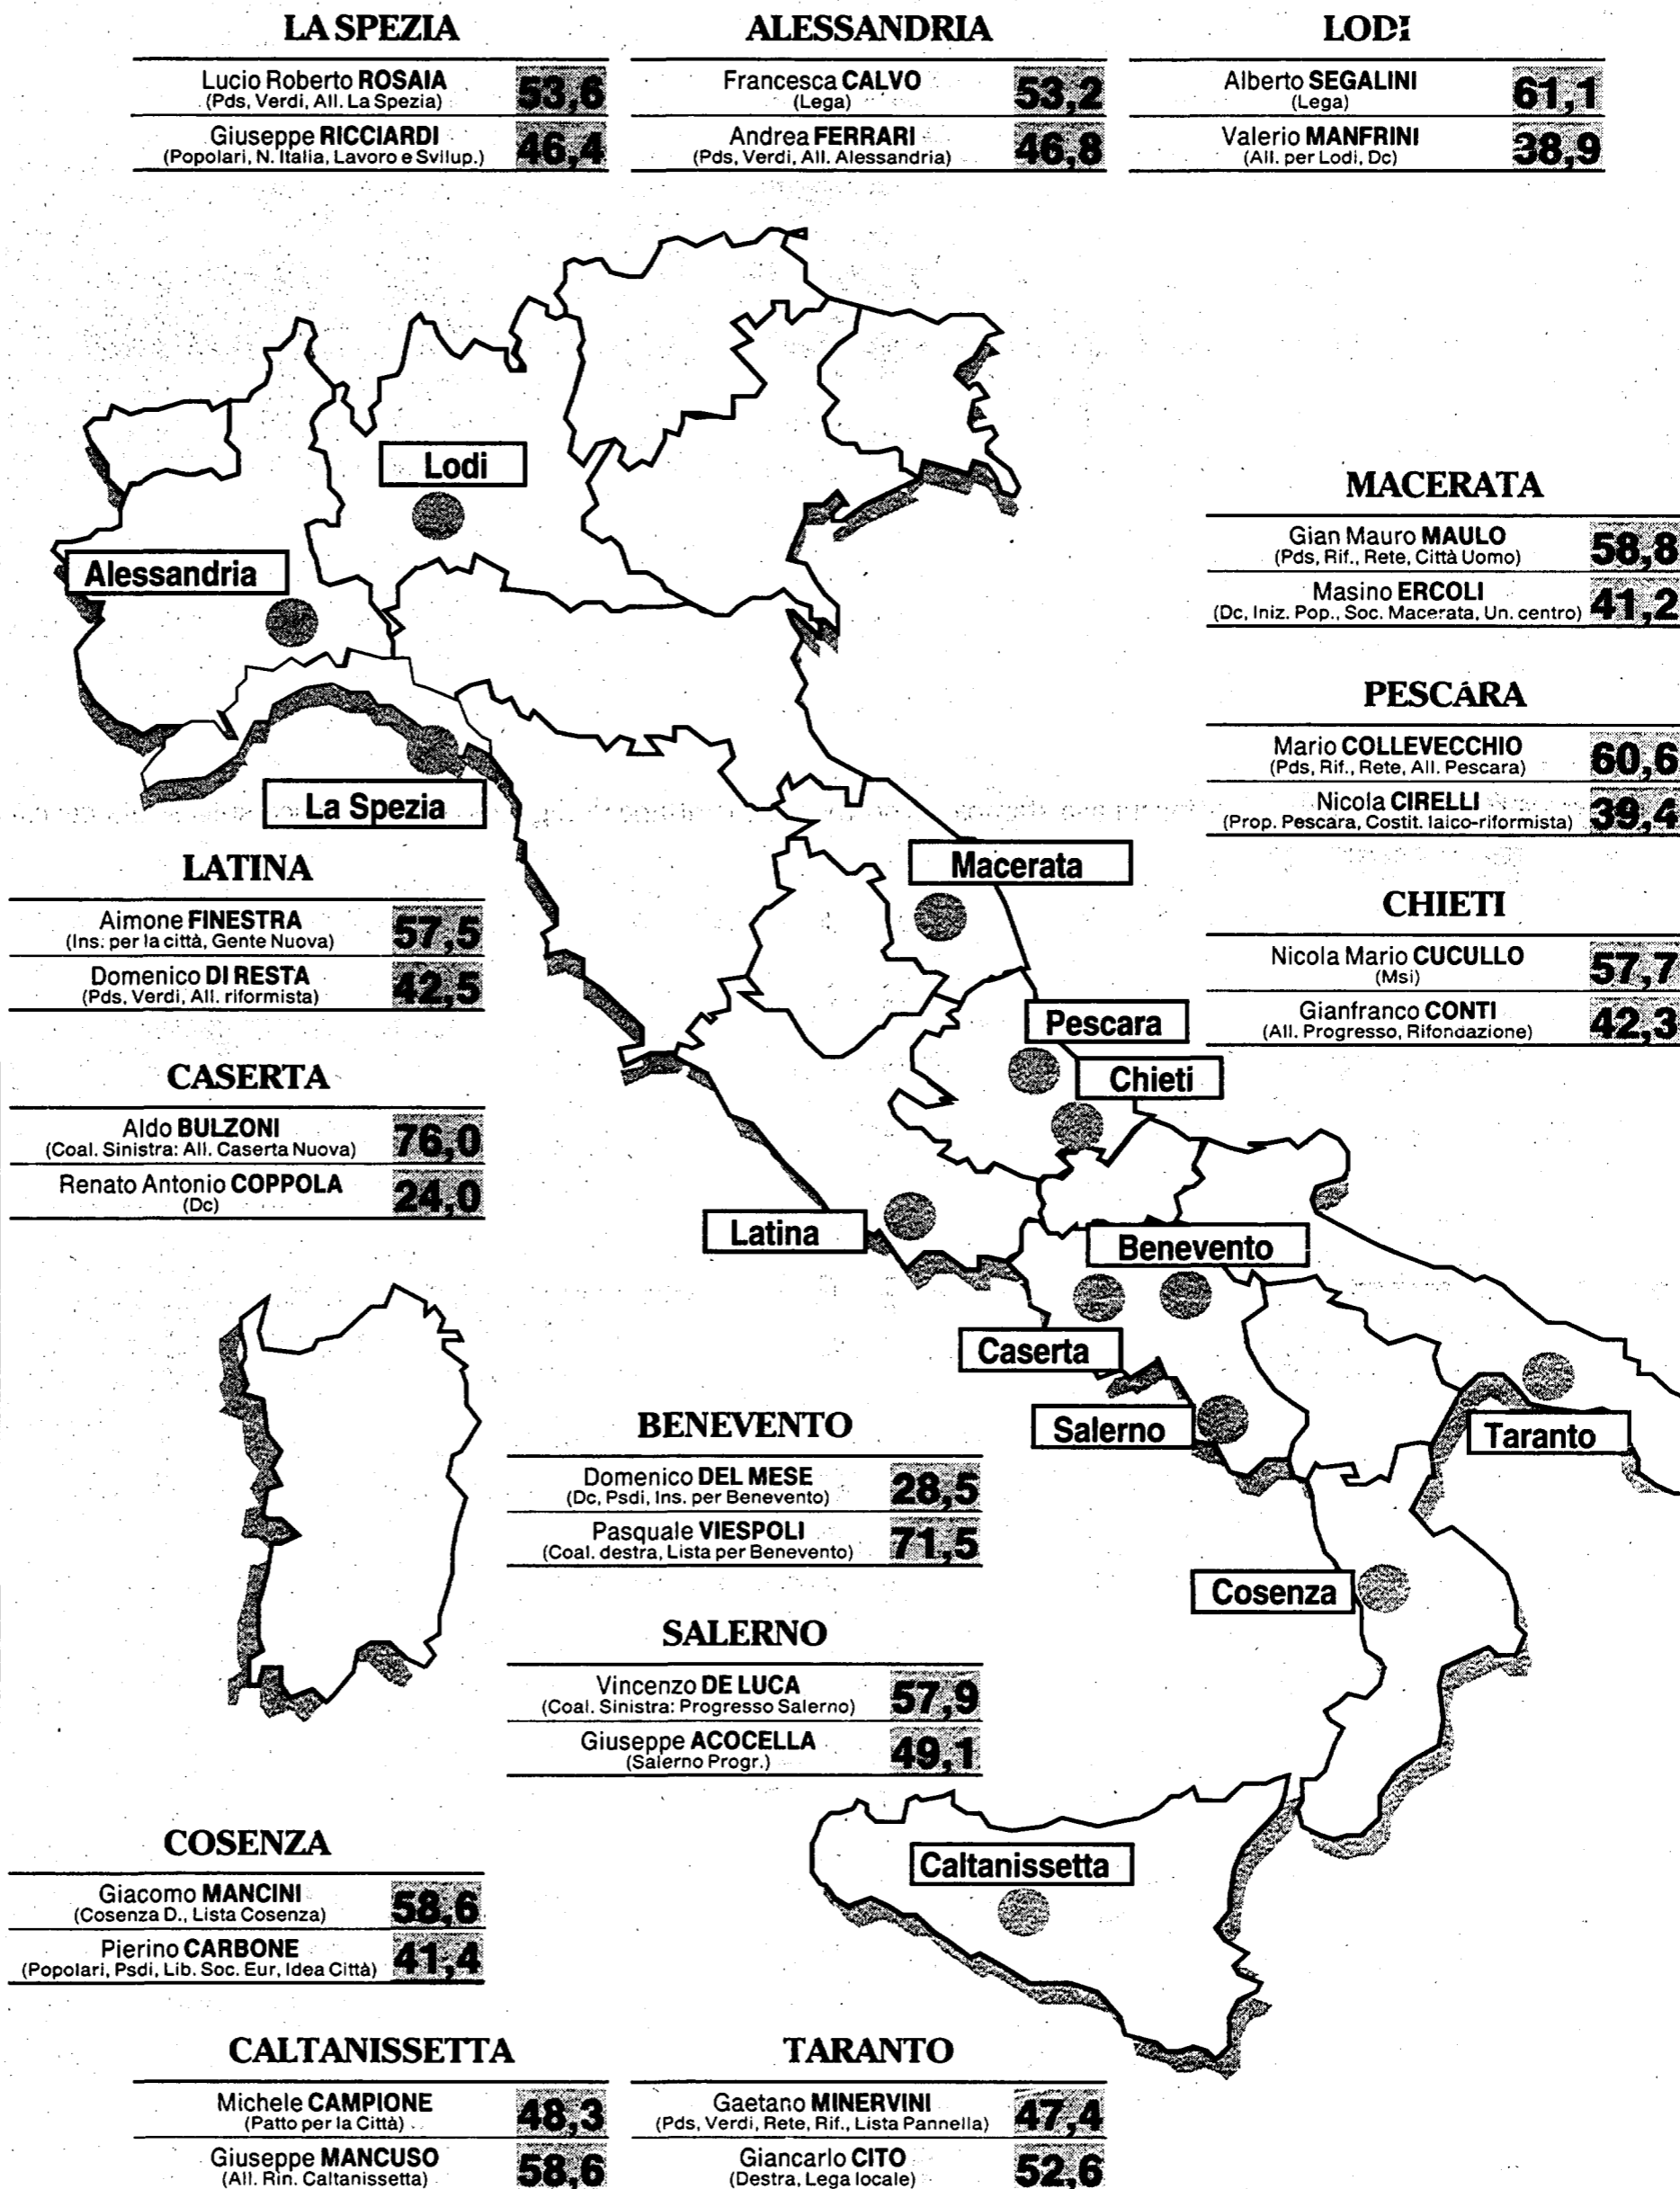 LA SPEZIA
Lucio Roberto ROSAIA
(Pds, Verdi, All. La Spezia)
53,6
Giuseppe RICCIARDI
(Popolari, N. Italia, Lavoro e Svilup.)
46,4
ALESSANDRIA
Francesca CALVO
(Lega)
53,2
Andrea FERRARI
(Pds, Verdi, All. Alessandria)
46,8
LODI
Alberto SEGALINI
(Lega)
61,1
Valerio MANFRINI
(All. per Lodi, Dc)
38,9
Lodi
Alessandria
La Spezia
MACERATA
Gian Mauro MAULO
(Pds, Rif., Rete, Città Uomo)
58,8
Masino ERCOLI
(Dc, Iniz. Pop., Soc. Macerata, Un. centro)
41,2
PESCARA
Mario COLLEVECCHIO
(Pds, Rif., Rete, All. Pescara)
60,6
Nicola CIRELLI
(Prop. Pescara, Costit. laico-riformista)
39,4
CHIETI
Nicola Mario CUCULLO
(Msi)
57,7
Gianfranco CONTI
(All. Progresso, Rifondazione)
42,3
LATINA
Aimone FINESTRA
(Ins. per la città, Gente Nuova)
57,5
Domenico DI RESTA
(Pds, Verdi, All. riformista)
42,5
CASERTA
Aldo BULZONI
(Coal. Sinistra: All. Caserta Nuova)
76,0
Renato Antonio COPPOLA
(Dc)
24,0
Macerata
Pescara
Chieti
Latina
Benevento
Caserta
Salerno
Taranto
Cosenza
Caltanissetta
BENEVENTO
Domenico DEL MESE
(Dc, Psdi, Ins. per Benevento)
28,5
Pasquale VIESPOLI
(Coal. destra, Lista per Benevento)
71,5
SALERNO
Vincenzo DE LUCA
(Coal. Sinistra: Progresso Salerno)
57,9
Giuseppe ACOCELLA
(Salerno Progr.)
49,1
COSENZA
Giacomo MANCINI
(Cosenza D., Lista Cosenza)
58,6
Pierino CARBONE
(Popolari, Psdi, Lib. Soc. Eur, Idea Città)
41,4
CALTANISSETTA
Michele CAMPIONE
(Patto per la Città)
48,3
Giuseppe MANCUSO
(All. Rin. Caltanissetta)
58,6
TARANTO
Gaetano MINERVINI
(Pds, Verdi, Rete, Rif., Lista Pannella)
47,4
Giancarlo CITO
(Destra, Lega locale)
52,6